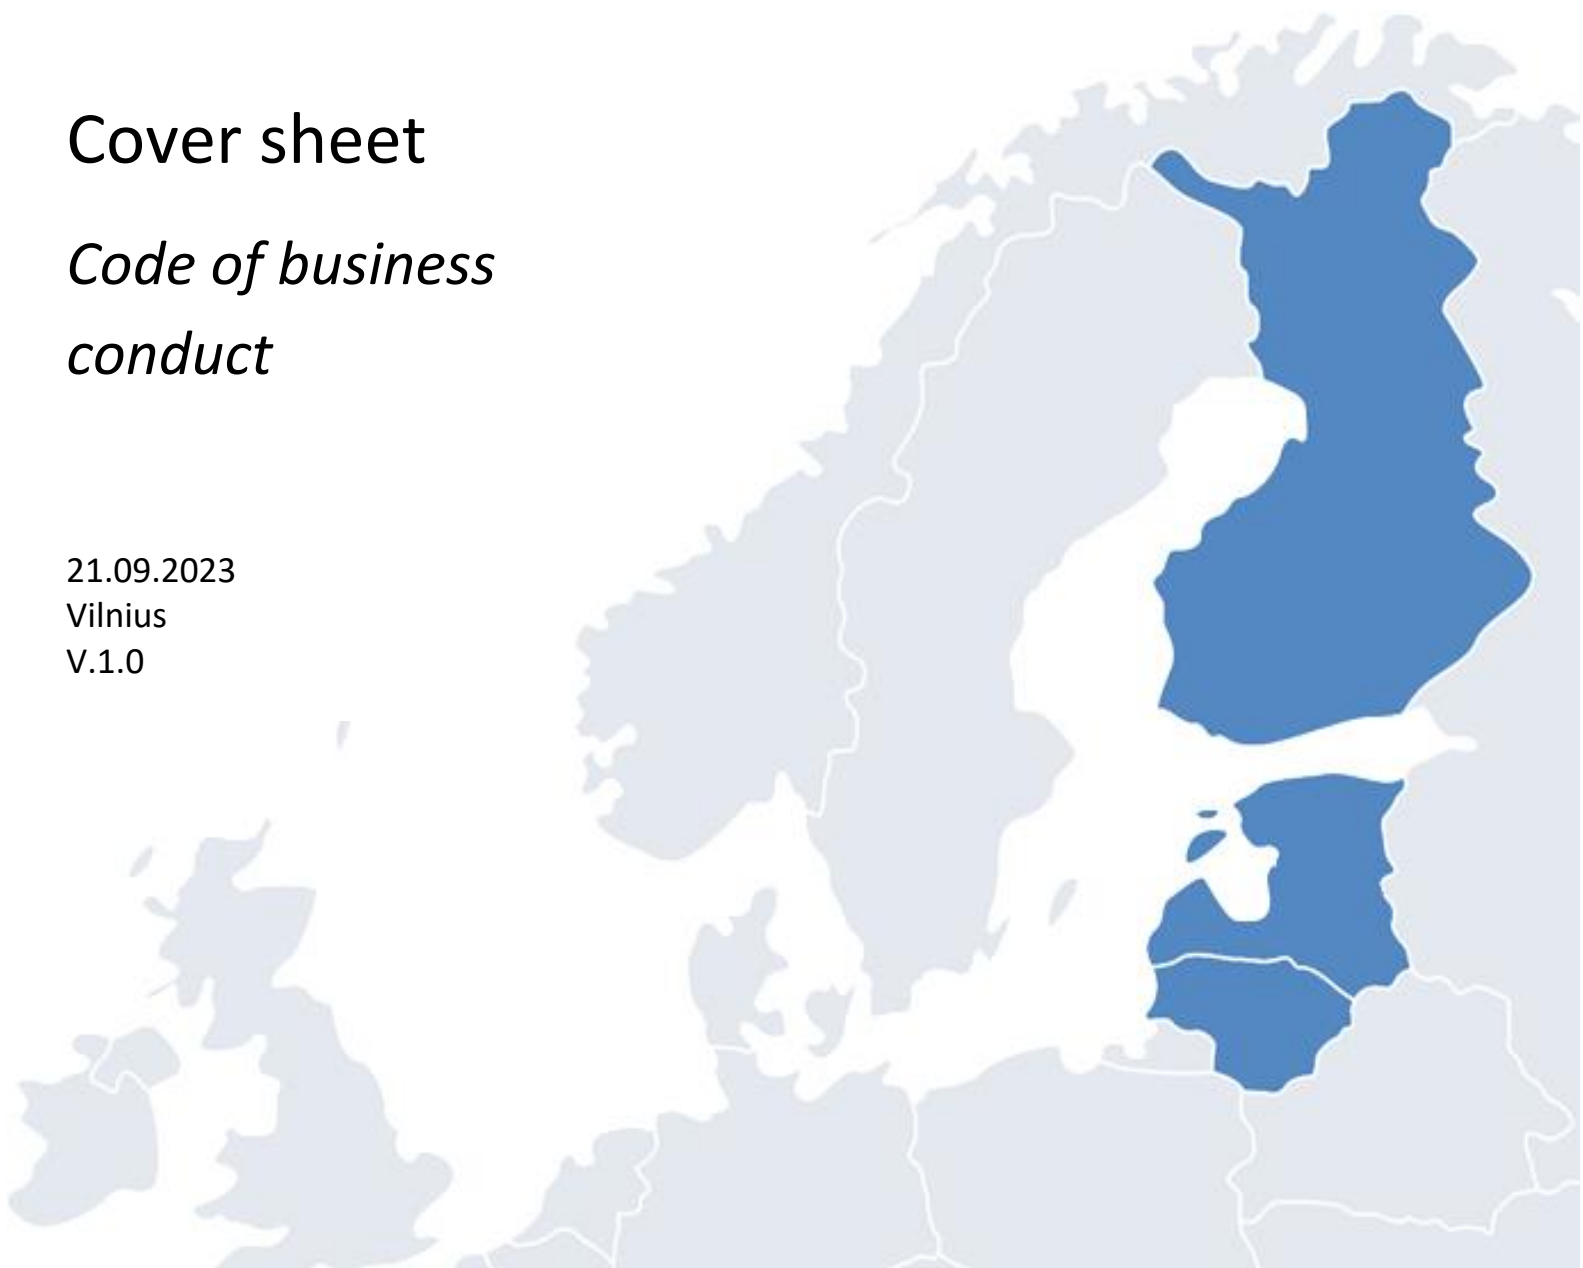 Cover sheet
Code of business
conduct
21.09.2023
Vilnius
V.1.0